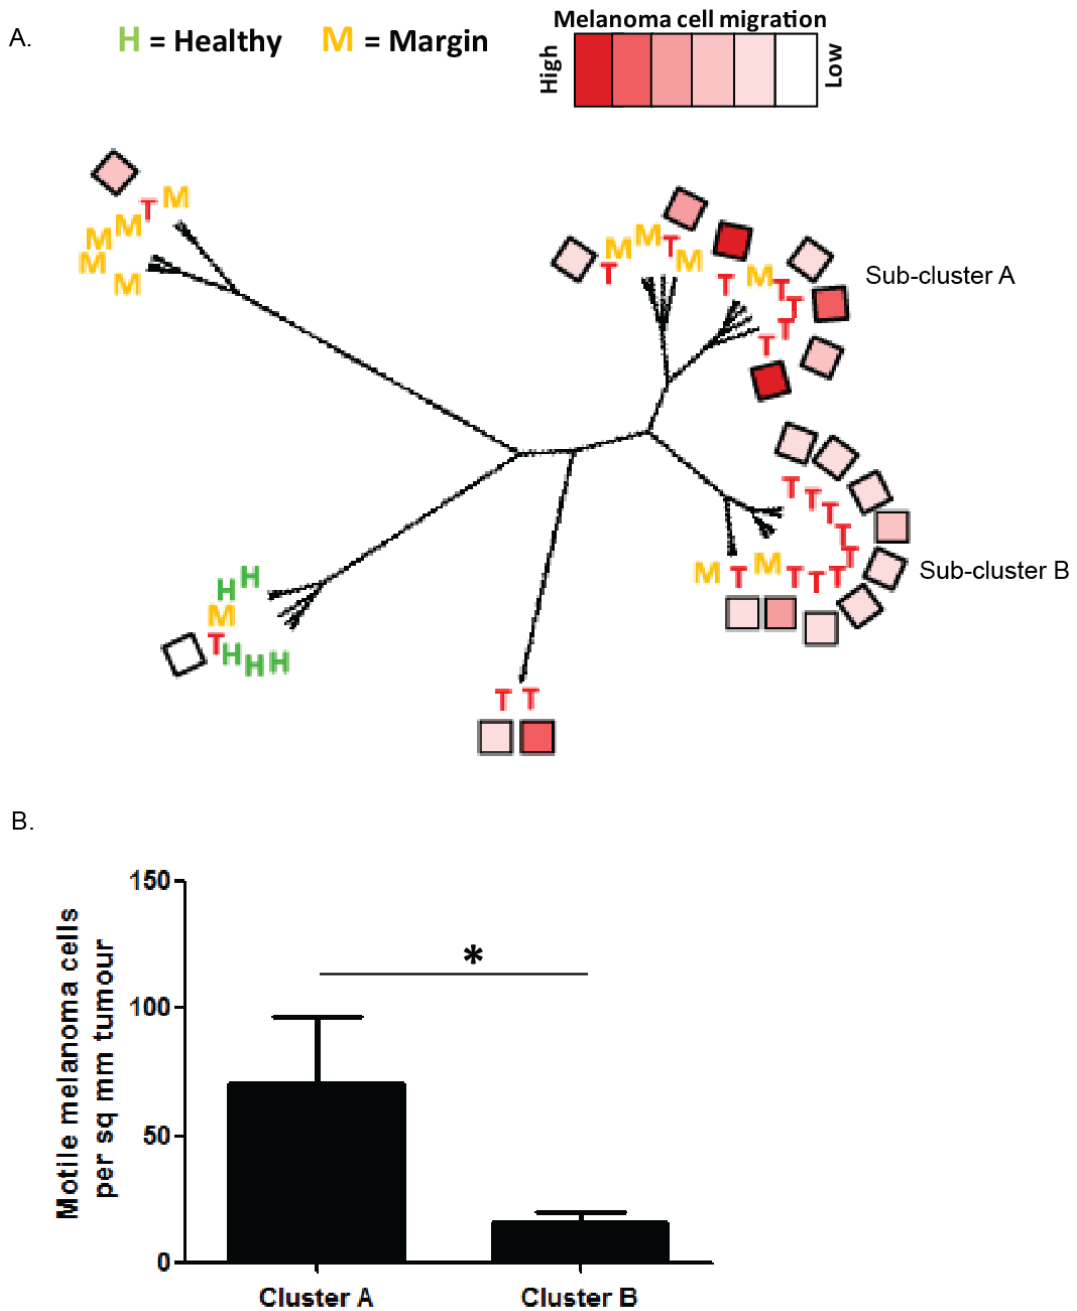 A.
H = Healthy M = Margin
Melanoma cell migration
High
Low
M
T
M
M
M
M
M
M
T
M
T
M
T
M
T
T
T
T
Sub-cluster A
T
T
T
T
T
M T M T T T
Sub-cluster B
H H
M
T H H H
T T
B.
Motile melanoma cells
per sq mm tumour
150
100
50
0
*
Cluster A
Cluster B